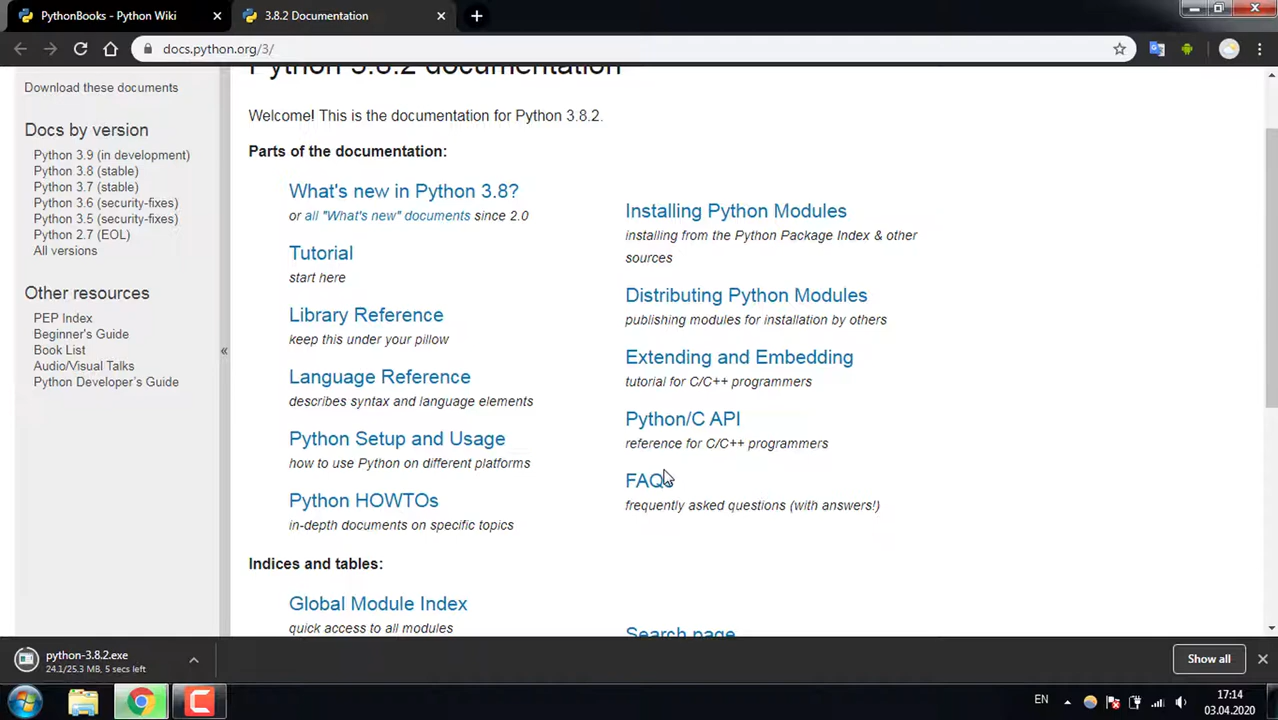 PythonBooks - Python Wiki
3.8.2 Documentation
docs.python.org/3/
Python 3.8.2 documentation
Download these documents
Docs by version
Python 3.9 (in development)
Python 3.8 (stable)
Python 3.7 (stable)
Python 3.6 (security-fixes)
Python 3.5 (security-fixes)
Python 2.7 (EOL)
All versions
Other resources
PEP Index
Beginner's Guide
Book List
Audio/Visual Talks
Python Developer's Guide
«
Welcome! This is the documentation for Python 3.8.2.
Parts of the documentation:
What's new in Python 3.8?
or all "What's new" documents since 2.0
Tutorial
start here
Library Reference
keep this under your pillow
Language Reference
describes syntax and language elements
Python Setup and Usage
how to use Python on different platforms
Python HOWTOs
in-depth documents on specific topics
Installing Python Modules
installing from the Python Package Index & other
sources
Distributing Python Modules
publishing modules for installation by others
Extending and Embedding
tutorial for C/C++ programmers
Python/C API
reference for C/C++ programmers
FAQs
frequently asked questions (with answers!)
Indices and tables:
Global Module Index
quick access to all modules
Search page
python-3.8.2.exe
24.1/25.3 MB, 5 secs left
Show all
EN
17:14
03.04.2020